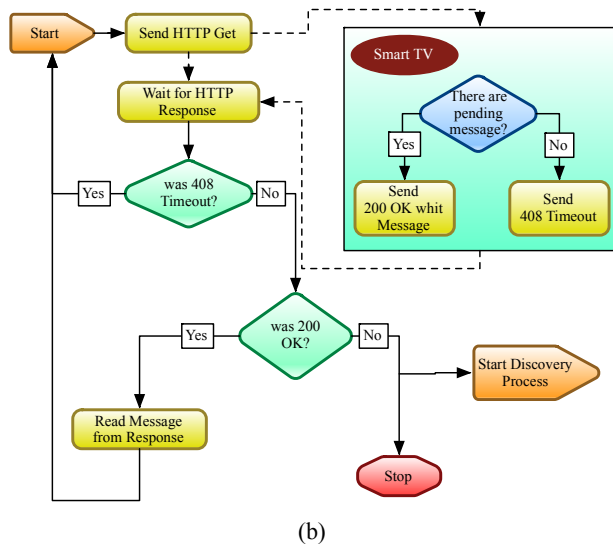 Start
Send HTTP Get
Smart TV
There are
pending
message?
Wait for HTTP
Response
Yes
No
Send
200 OK whit
Message
Send
408 Timeout
was 408
Timeout?
Yes
No
was 200
OK?
Yes
No
Start Discovery
Process
Read Message
from Response
Stop
(b)